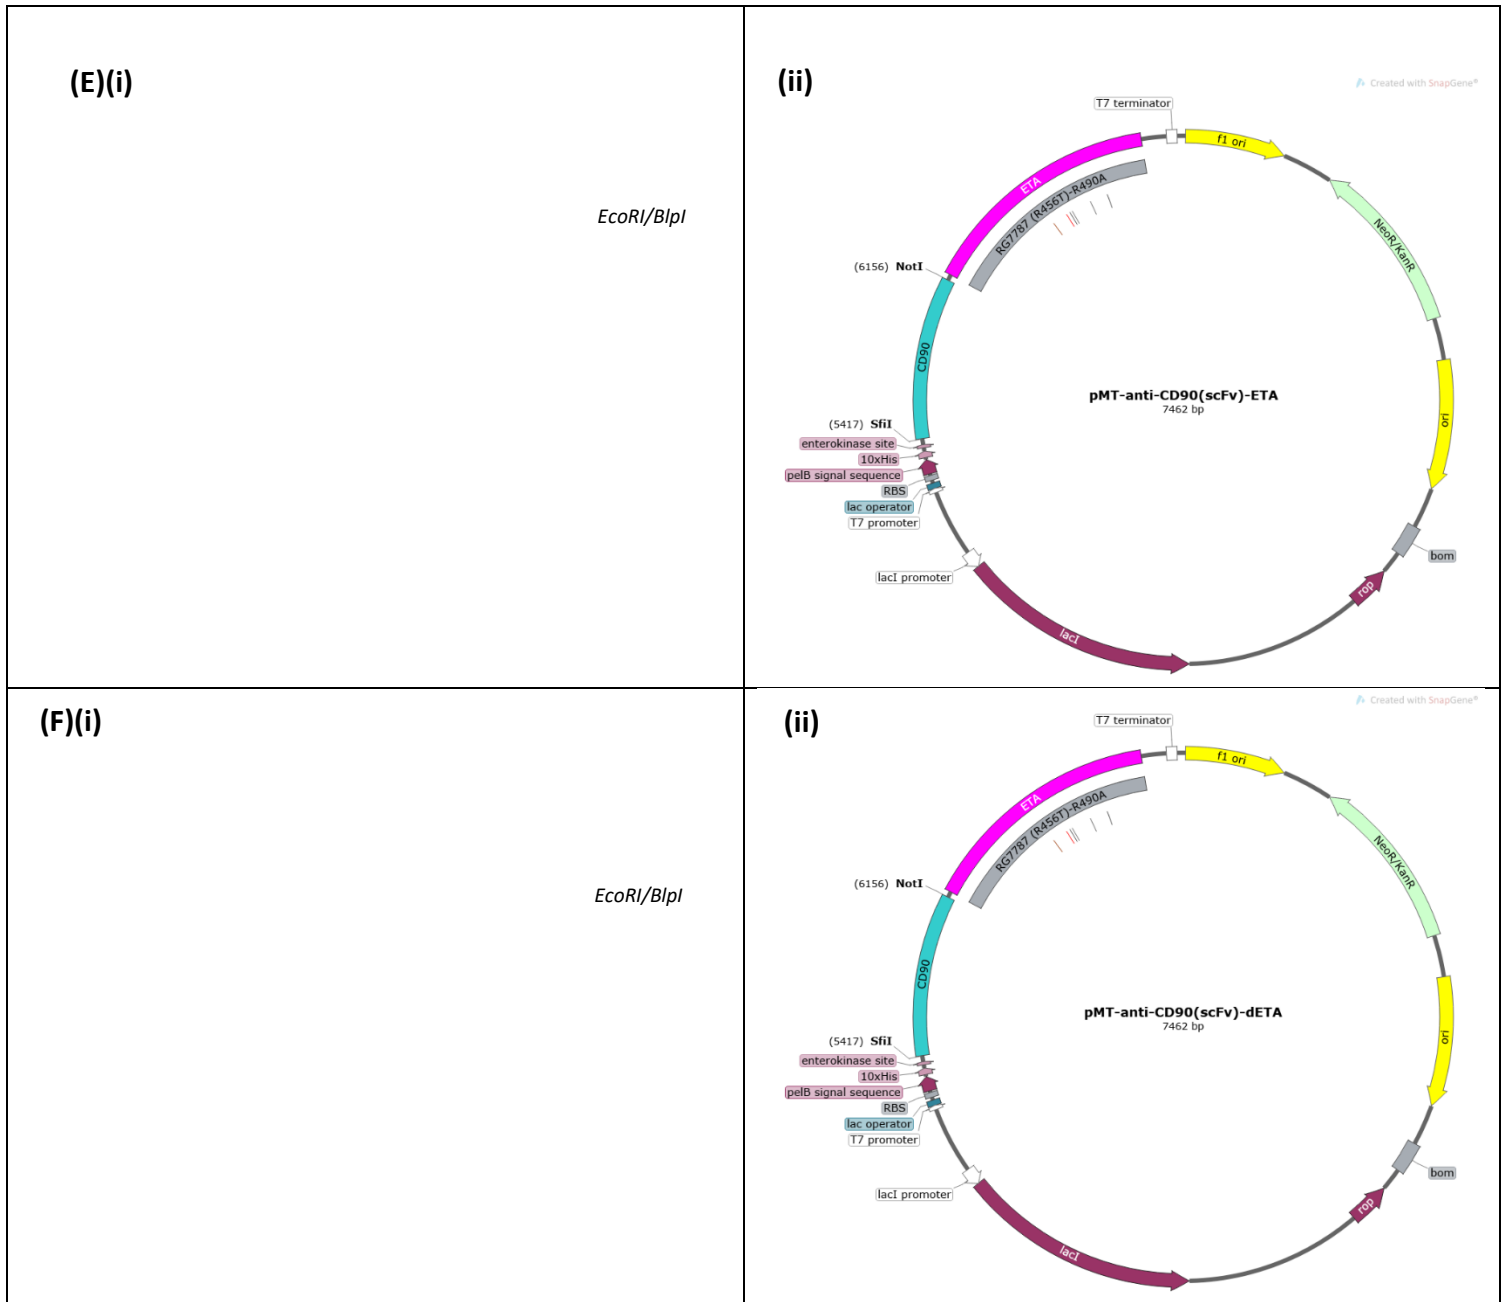 (E)(i)
EcoRI/BlpI
(ii)
Created with SnapGene®
T7 terminator
f1 ori
ETA
RG7787 (R456T)-R490A
NeoR/KanR
(6156) NotI
CD90
pMT-anti-CD90(scFv)-ETA
7462 bp
ori
(5417) SfiI
enterokinase site
10xHis
pelB signal sequence
RBS
lac operator
T7 promoter
bom
lacI promoter
rop
lacI
(F)(i)
EcoRI/BlpI
(ii)
Created with SnapGene®
T7 terminator
f1 ori
ETA
RG7787 (R456T)-R490A
NeoR/KanR
(6156) NotI
CD90
pMT-anti-CD90(scFv)-dETA
7462 bp
ori
(5417) SfiI
enterokinase site
10xHis
pelB signal sequence
RBS
lac operator
T7 promoter
bom
lacI promoter
rop
lacI